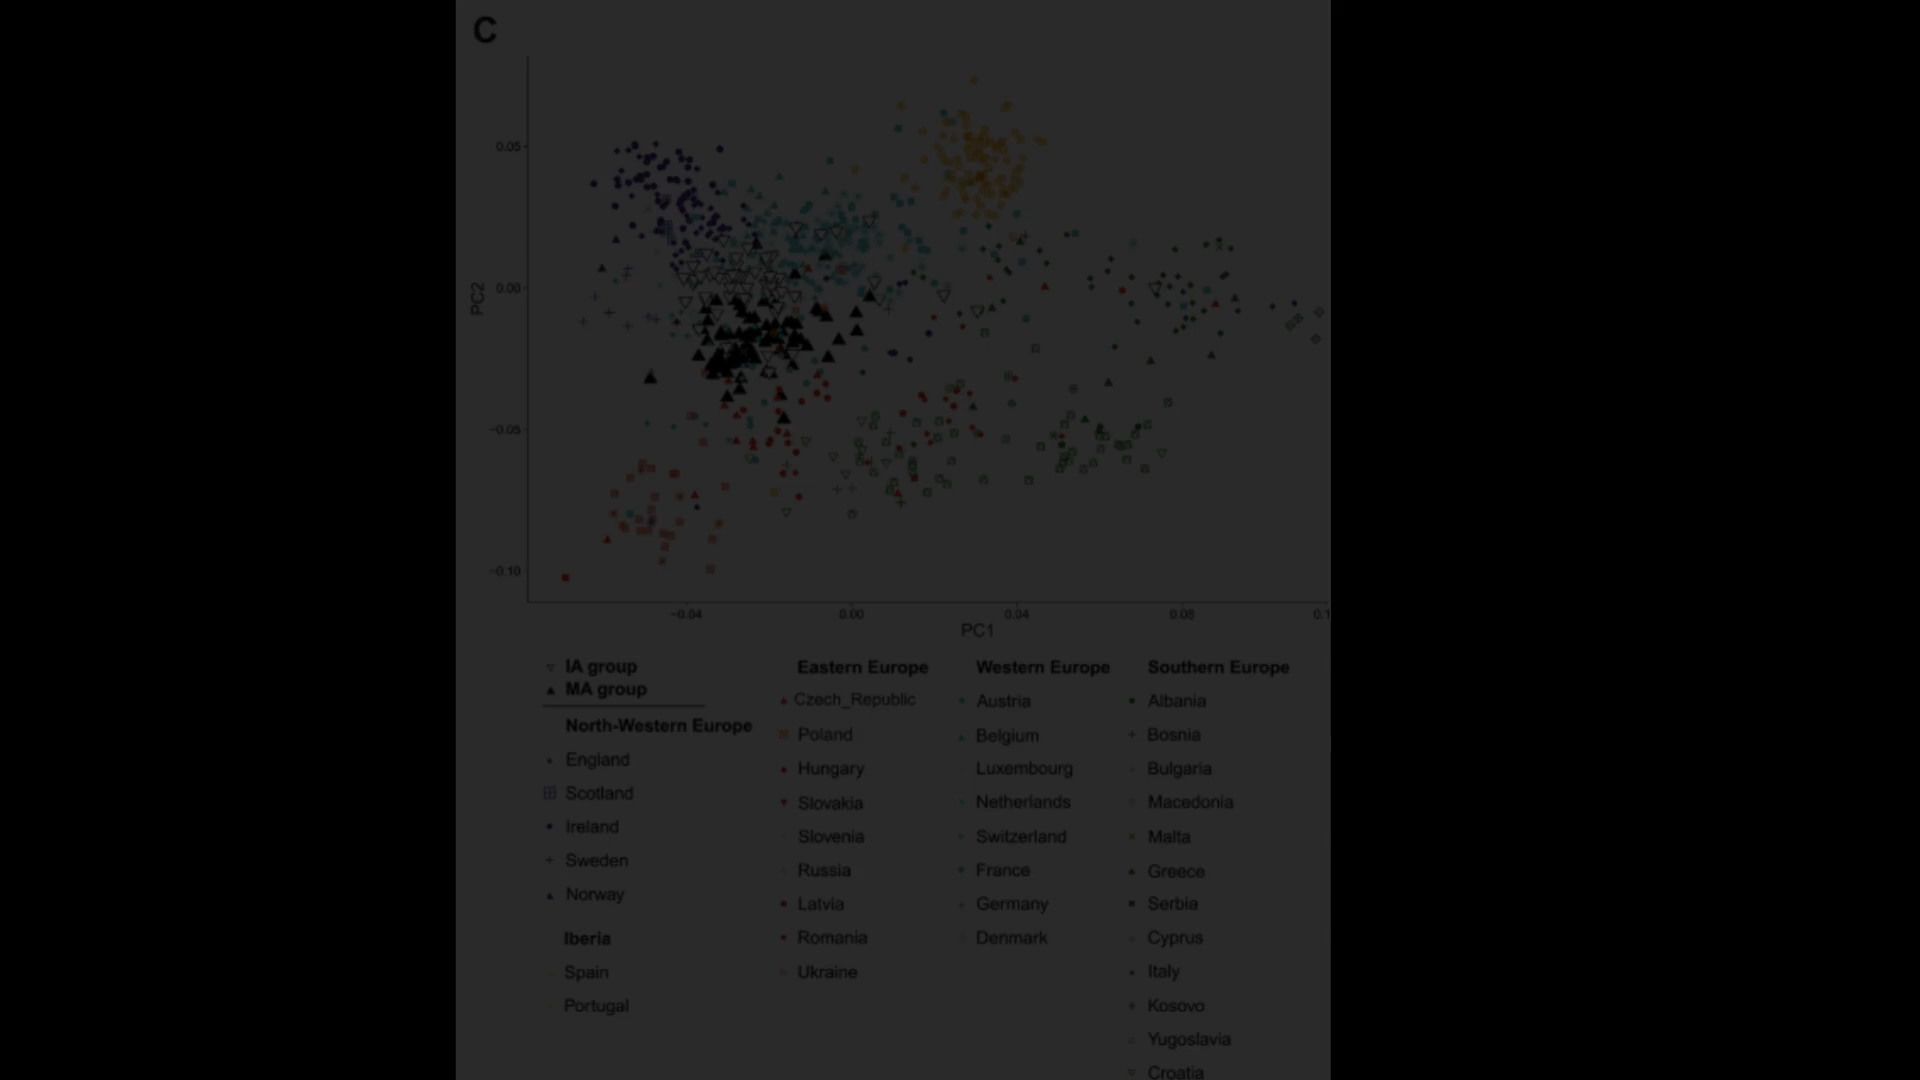 C
0.05
0.00
−0.05
−0.10
PC2
−0.04
0.00
0.04
0.08
0.1
PC1
IA group
MA group
North-Western Europe
England
Scotland
Ireland
Sweden
Norway
Iberia
Spain
Portugal
Eastern Europe
Czech_Republic
Poland
Hungary
Slovakia
Slovenia
Russia
Latvia
Romania
Ukraine
Western Europe
Austria
Belgium
Luxembourg
Netherlands
Switzerland
France
Germany
Denmark
Southern Europe
Albania
Bosnia
Bulgaria
Macedonia
Malta
Greece
Serbia
Cyprus
Italy
Kosovo
Yugoslavia
Croatia